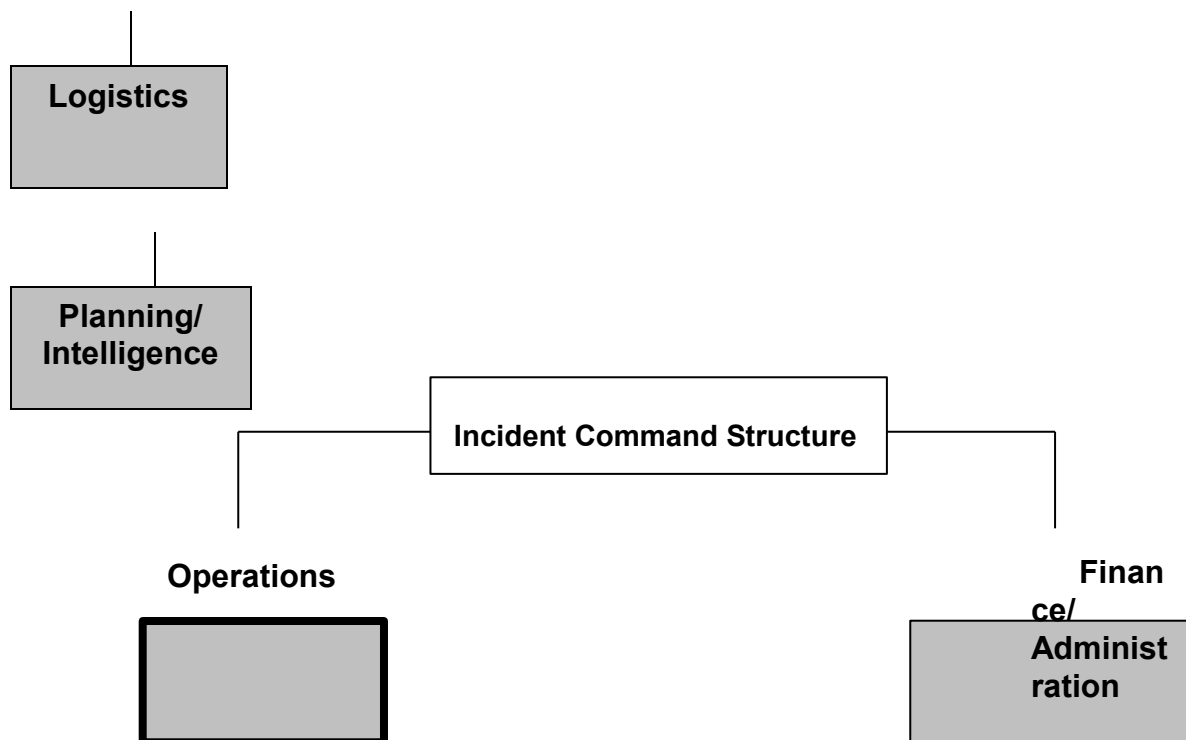 Logistics
Planning/
Intelligence
Incident Command Structure
Operations
Finan
ce/
Administ
ration